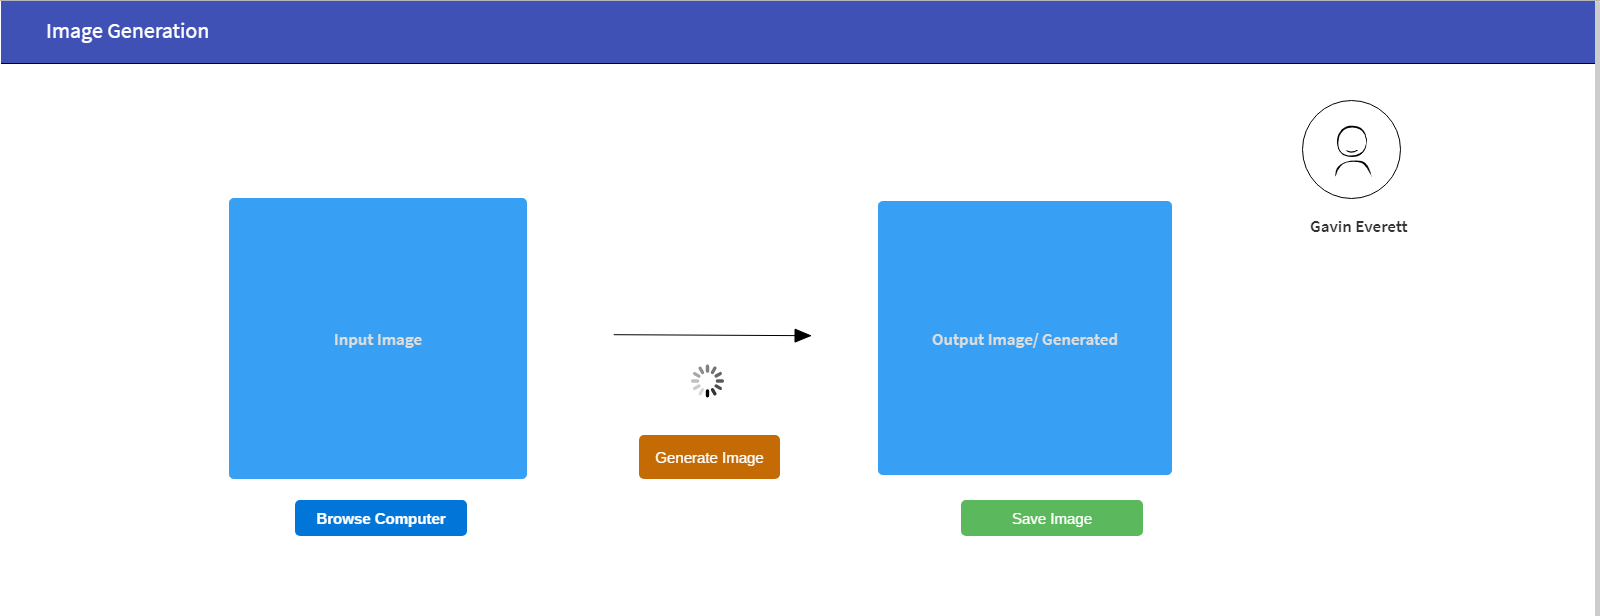 Image Generation
Gavin Everett
Input Image
Output Image/ Generated
Generate Image
Browse Computer
Save Image